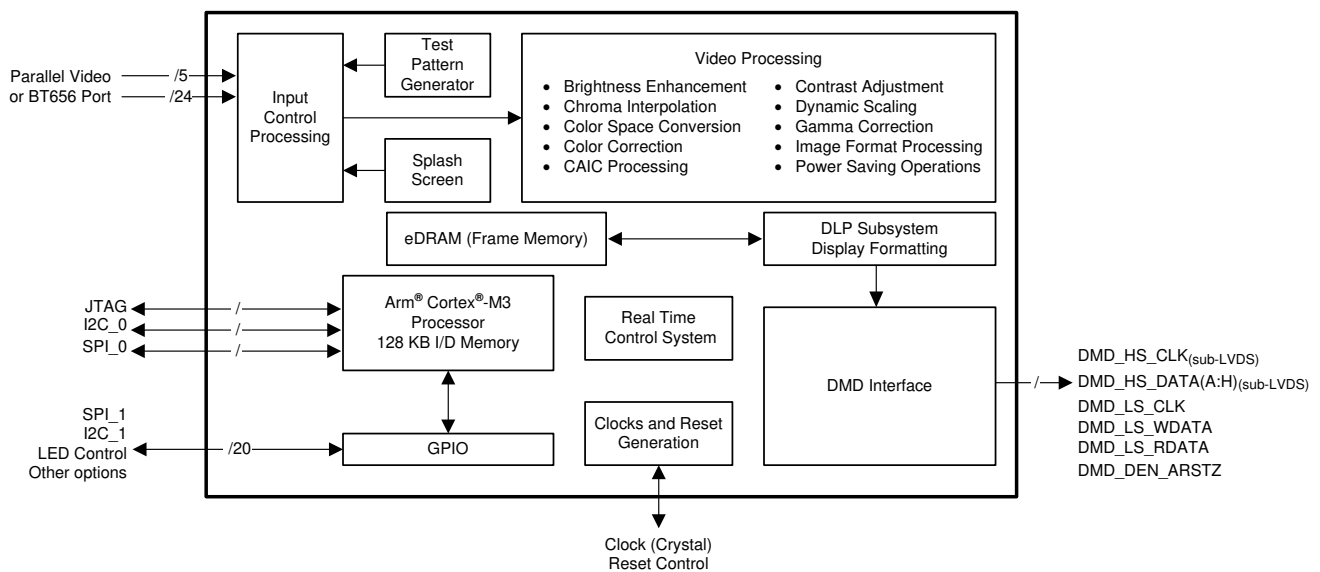 Parallel Video
or BT656 Port
/5
/24
Input
Control
Processing
Test
Pattern
Generator
Splash
Screen
Video Processing
• Brightness Enhancement
• Chroma Interpolation
• Color Space Conversion
• Color Correction
• CAIC Processing
• Contrast Adjustment
• Dynamic Scaling
• Gamma Correction
• Image Format Processing
• Power Saving Operations
eDRAM (Frame Memory)
DLP Subsystem
Display Formatting
JTAG
I2C_0
SPI_0
/
/
/
Arm® Cortex®-M3
Processor
128 KB I/D Memory
Real Time
Control System
DMD Interface
/
DMD_HS_CLK(sub-LVDS)
DMD_HS_DATA(A:H)(sub-LVDS)
DMD_LS_CLK
DMD_LS_WDATA
DMD_LS_RDATA
DMD_DEN_ARSTZ
SPI_1
I2C_1
LED Control
Other options
/20
GPIO
Clocks and Reset
Generation
Clock (Crystal)
Reset Control